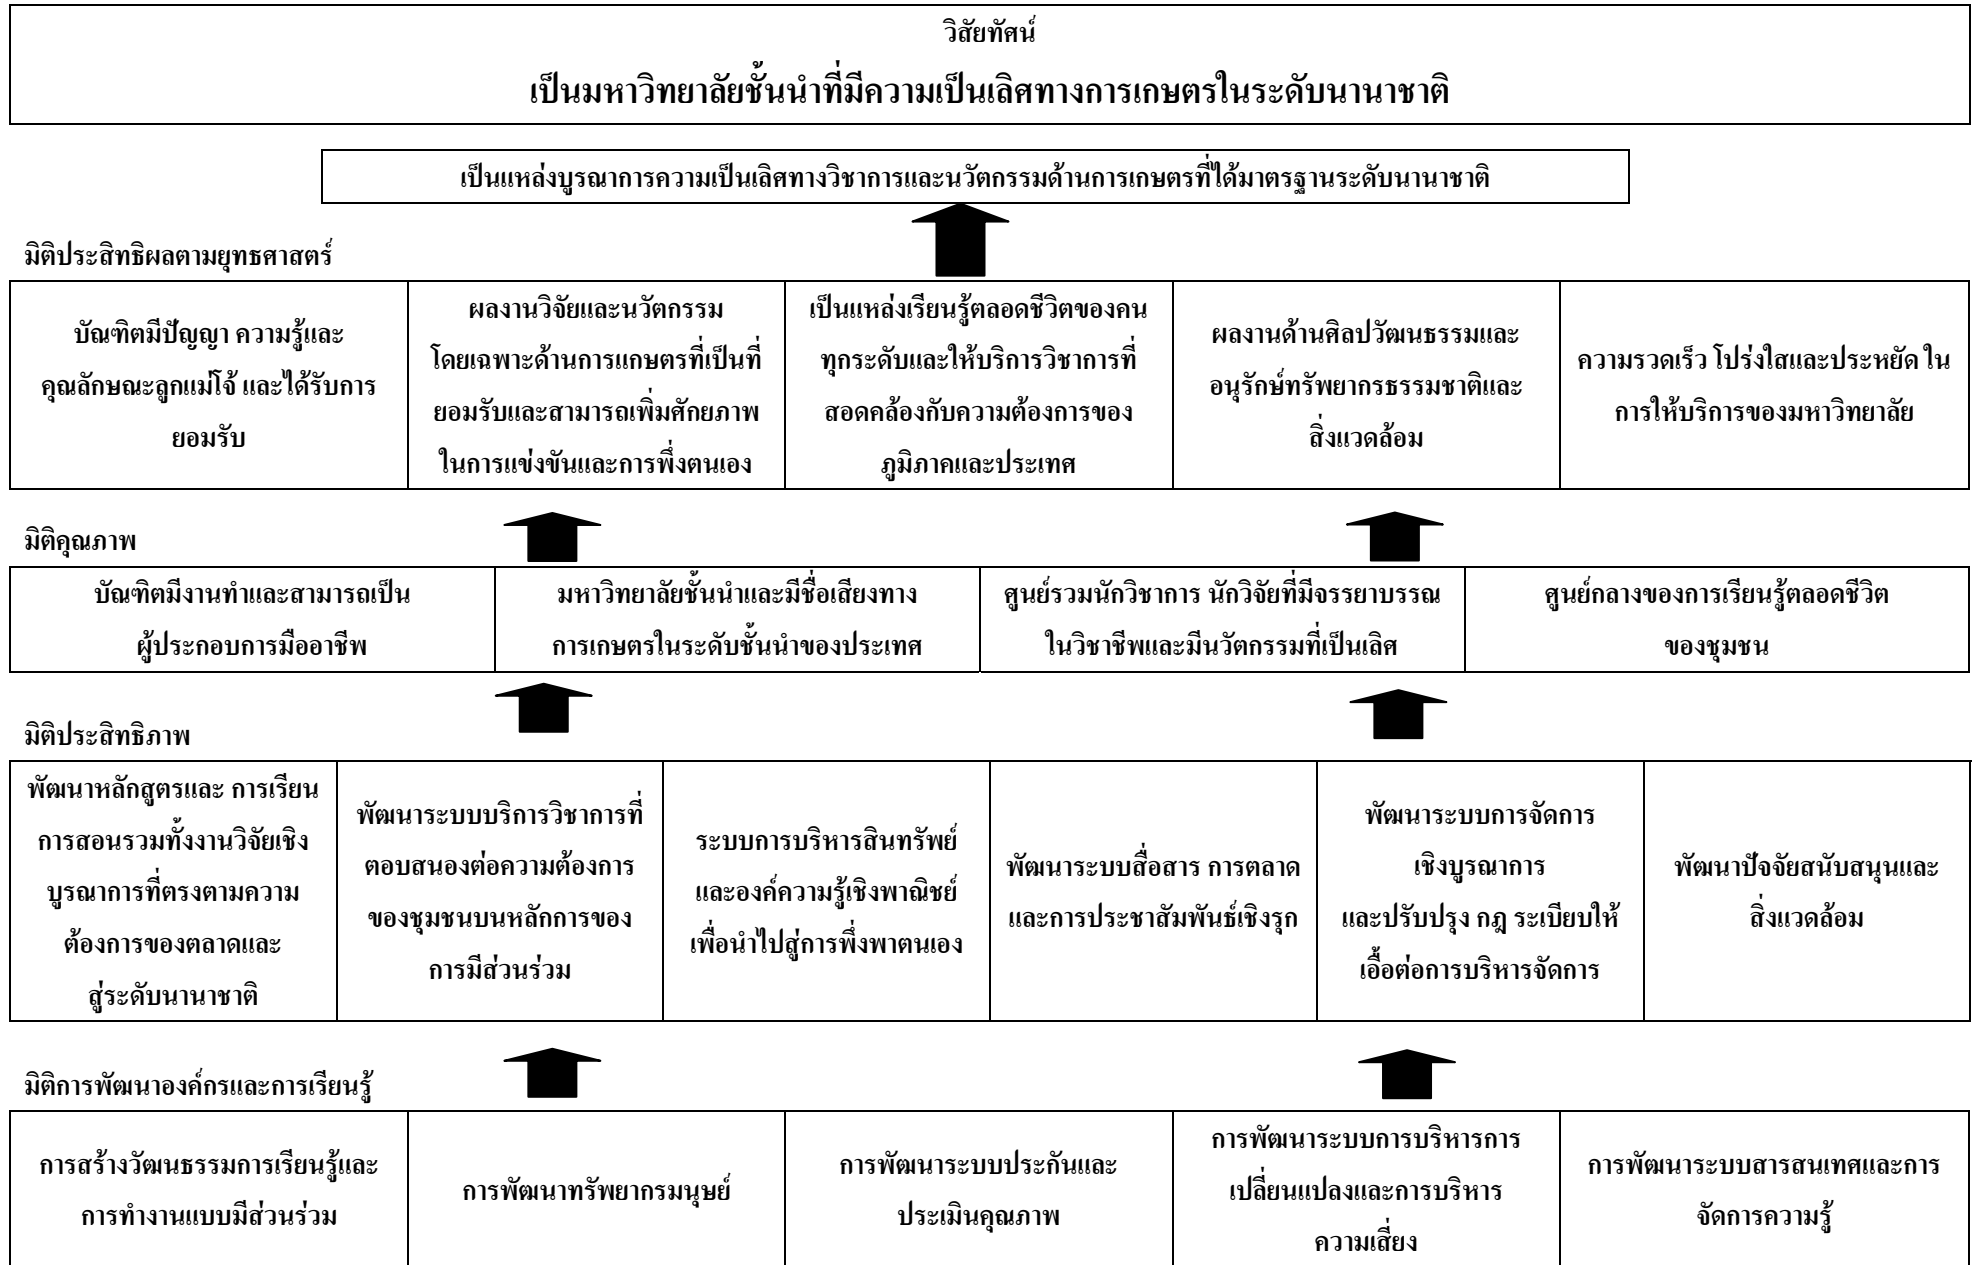 วิสัยทัศน์
เป็นมหาวิทยาลัยชั้นนำที่มีความเป็นเลิศทางการเกษตรในระดับนานาชาติ
เป็นแหล่งบูรณาการความเป็นเลิศทางวิชาการและนวัตกรรมด้านการเกษตรที่ได้มาตรฐานระดับนานาชาติ
มิติประสิทธิผลตามยุทธศาสตร์
บัณฑิตมีปัญญา ความรู้และ
คุณลักษณะลูกแม่โจ้ และได้รับการ
ยอมรับ
ผลงานวิจัยและนวัตกรรม
โดยเฉพาะด้านการแกษตรที่เป็นที่
ยอมรับและสามารถเพิ่มศักยภาพ
ในการแข่งขันและการพึ่งตนเอง
เป็นแหล่งเรียนรู้ตลอดชีวิตของคน
ทุกระดับและให้บริการวิชาการที่
สอดคล้องกับความต้องการของ
ภูมิภาคและประเทศ
ผลงานด้านศิลปวัฒนธรรมและ
อนุรักษ์ทรัพยากรธรรมชาติและ
สิ่งแวดล้อม
ความรวดเร็ว โปร่งใสและประหยัด ใน
การให้บริการของมหาวิทยาลัย
มิติคุณภาพ
บัณฑิตมีงานทำและสามารถเป็น
ผู้ประกอบการมืออาชีพ
มหาวิทยาลัยชั้นนำและมีชื่อเสียงทาง
การเกษตรในระดับชั้นนำของประเทศ
ศูนย์รวมนักวิชาการ นักวิจัยที่มีจรรยาบรรณ
ในวิชาชีพและมีนวัตกรรมที่เป็นเลิศ
ศูนย์กลางของการเรียนรู้ตลอดชีวิต
ของชุมชน
มิติประสิทธิภาพ
พัฒนาหลักสูตรและ การเรียน
การสอนรวมทั้งงานวิจัยเชิง
บูรณาการที่ตรงตามความ
ต้องการของตลาดและ
สู่ระดับนานาชาติ
พัฒนาระบบบริการวิชาการที่
ตอบสนองต่อความต้องการ
ของชุมชนบนหลักการของ
การมีส่วนร่วม
ระบบการบริหารสินทรัพย์
และองค์ความรู้เชิงพาณิชย์
เพื่อนำไปสู่การพึ่งพาตนเอง
พัฒนาระบบสื่อสาร การตลาด
และการประชาสัมพันธ์เชิงรุก
พัฒนาระบบการจัดการ
เชิงบูรณาการ
และปรับปรุง กฎ ระเบียบให้
เอื้อต่อการบริหารจัดการ
พัฒนาปัจจัยสนับสนุนและ
สิ่งแวดล้อม
มิติการพัฒนาองค์กรและการเรียนรู้
การสร้างวัฒนธรรมการเรียนรู้และ
การทำงานแบบมีส่วนร่วม
การพัฒนาทรัพยากรมนุษย์
การพัฒนาระบบประกันและ
ประเมินคุณภาพ
การพัฒนาระบบการบริหารการ
เปลี่ยนแปลงและการบริหาร
ความเสี่ยง
การพัฒนาระบบสารสนเทศและการ
จัดการความรู้